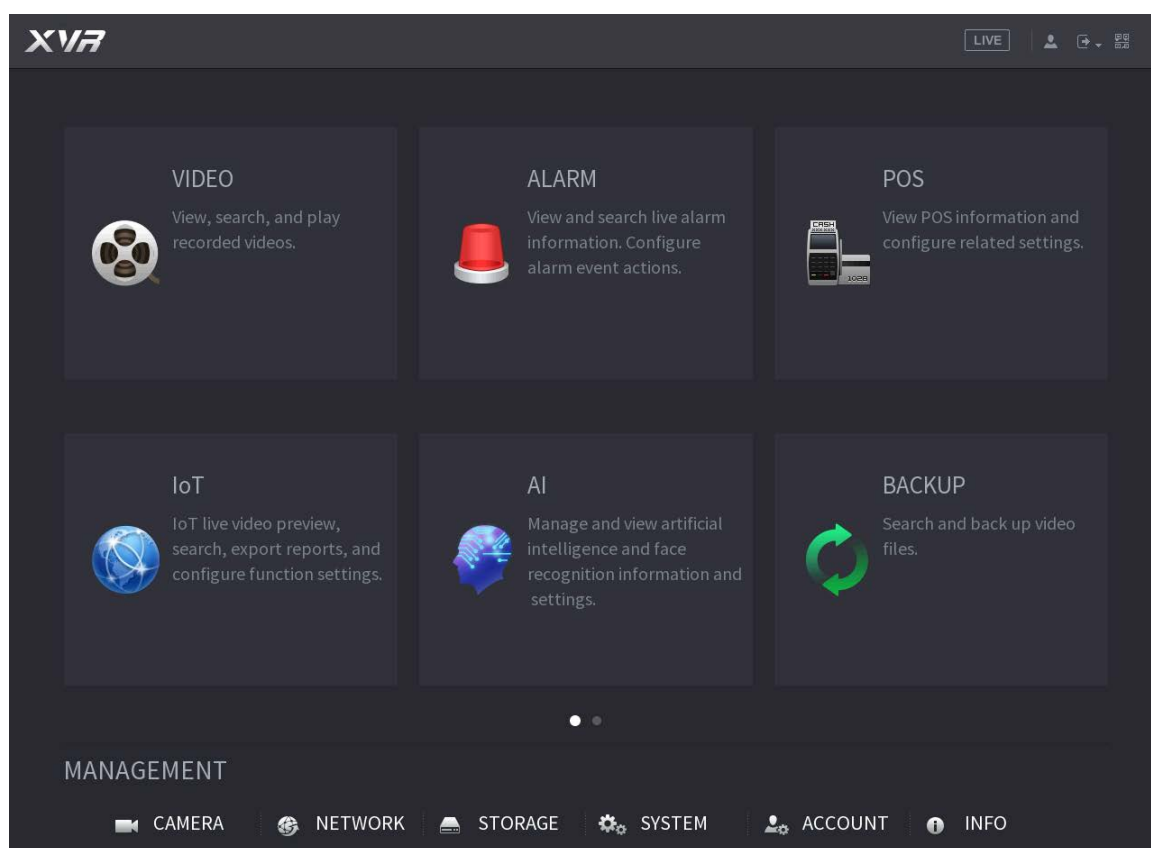 XVR
LIVE
VIDEO
View, search, and play
recorded videos.
ALARM
View and search live alarm
information. Configure
alarm event actions.
POS
View POS information and
configure related settings.
CASH
1028
IoT
IoT live video preview,
search, export reports, and
configure function settings.
AI
Manage and view artificial
intelligence and face
recognition information and
settings.
BACKUP
Search and back up video
files.
MANAGEMENT
CAMERA NETWORK STORAGE SYSTEM ACCOUNT INFO